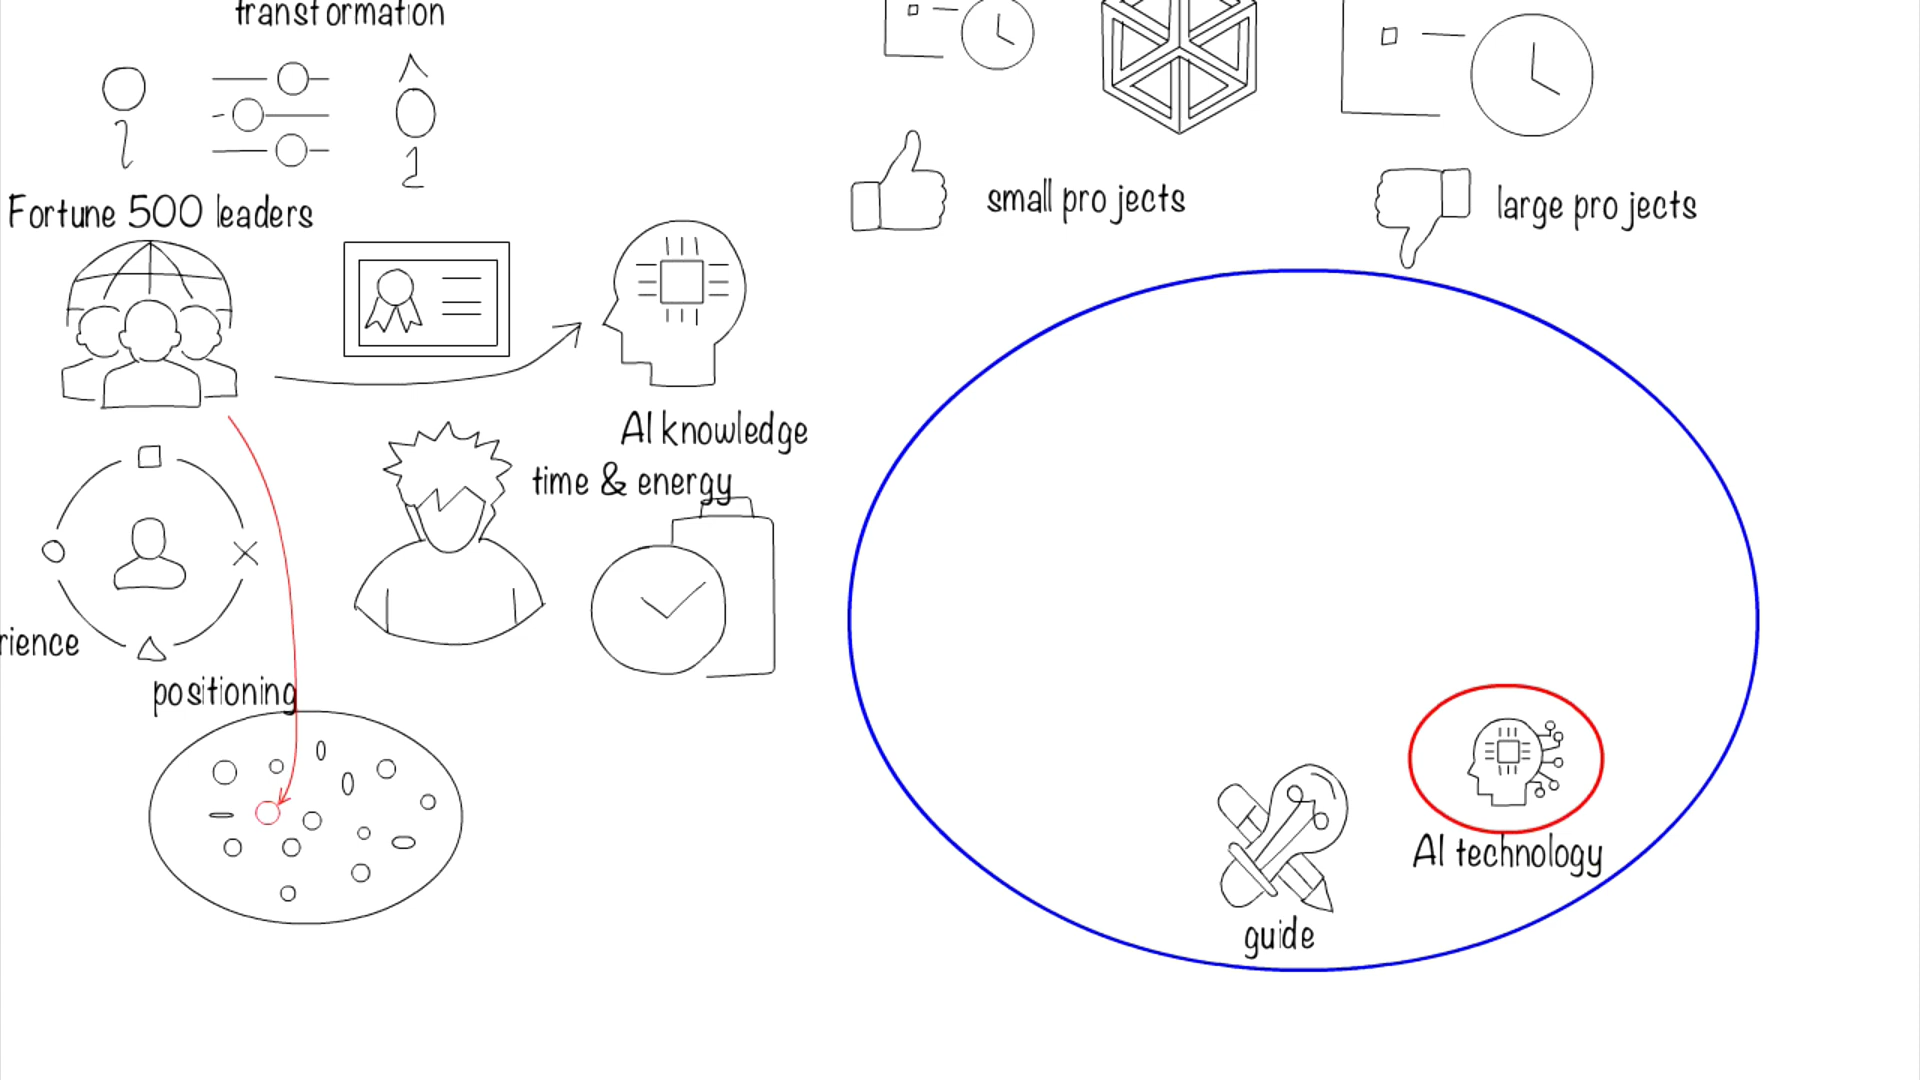 transformation
Fortune 500 leaders
small projects
large projects
AI knowledge
time & energy
rience
positioning
AI technology
guide